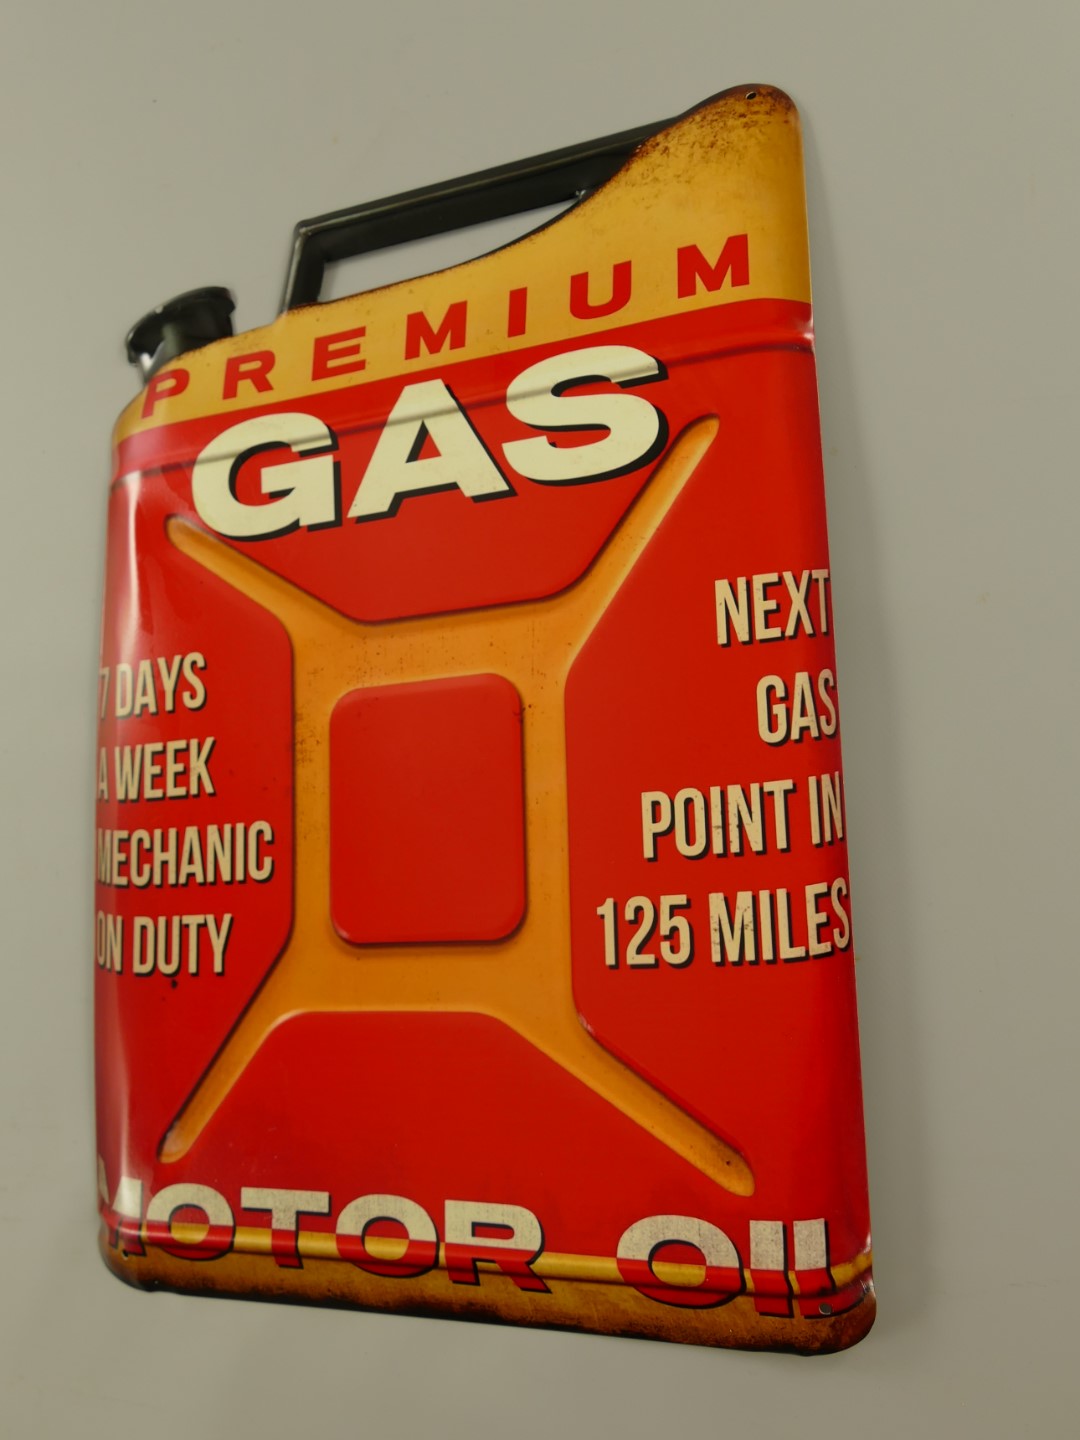 PREMIUM
GAS
7 DAYS
A WEEK
MECHANIC
ON DUTY
NEXT
GAS
POINT IN
125 MILES
MOTOR OIL